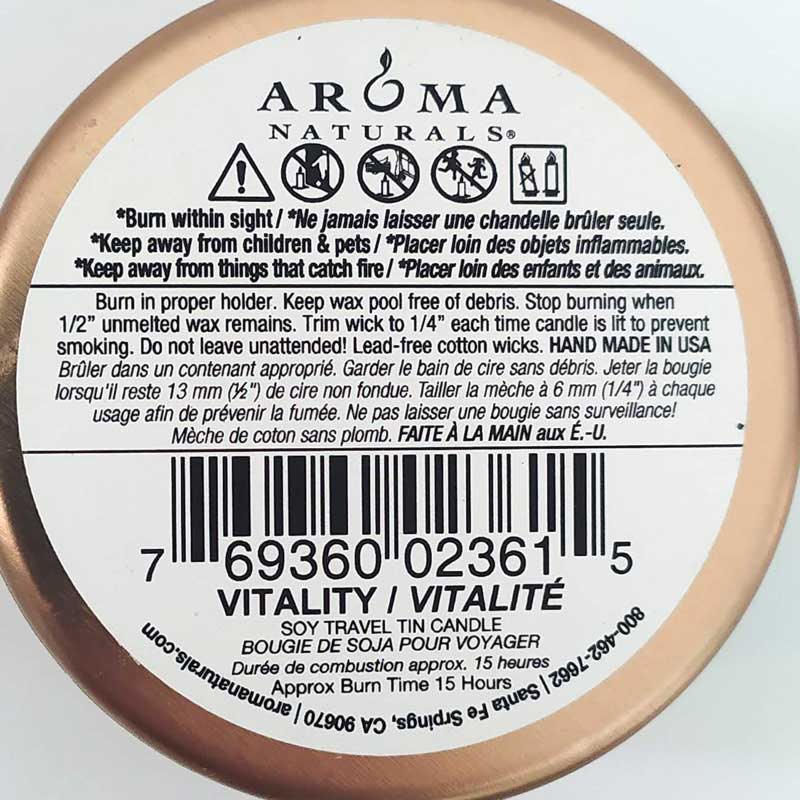 AROMA
NATURALS®
*Burn within sight / *Ne jamais laisser une chandelle brûler seule.
*Keep away from children & pets / *Placer loin des objets inflammables.
*Keep away from things that catch fire / *Placer loin des enfants et des animaux.
Burn in proper holder. Keep wax pool free of debris. Stop burning when
1/2" unmelted wax remains. Trim wick to 1/4" each time candle is lit to prevent
smoking. Do not leave unattended! Lead-free cotton wicks. HAND MADE IN USA
Brûler dans un contenant approprié. Garder le bain de cire sans débris. Jeter la bougie
lorsqu'il reste 13 mm (½") de cire non fondue. Tailler la mèche à 6 mm (1/4") à chaque
usage afin de prévenir la fumée. Ne pas laisser une bougie sans surveillance!
Mèche de coton sans plomb. FAITE À LA MAIN aux É.-U.
7 69360 02361 5
VITALITY / VITALITÉ
SOY TRAVEL TIN CANDLE
BOUGIE DE SOJA POUR VOYAGER
Durée de combustion approx. 15 heures
Approx Burn Time 15 Hours
800-462-7662 | Santa Fe Srpings, CA 90670 | aromanaturals.com